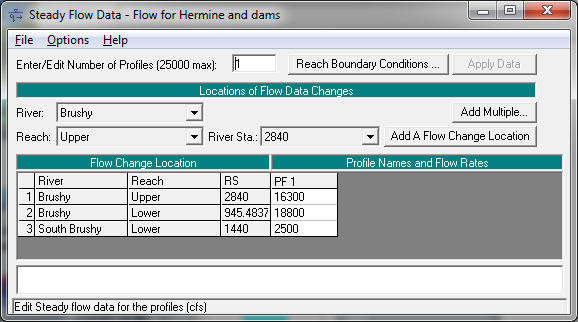 Steady Flow Data - Flow for Hermine and dams
File Options Help
Enter/Edit Number of Profiles (25000 max): 1 Reach Boundary Conditions ... Apply Data
Locations of Flow Data Changes
River: Brushy Add Multiple...
Reach: Upper River Sta.: 2840 Add A Flow Change Location
Flow Change Location Profile Names and Flow Rates
River Reach RS PF 1
1 Brushy Upper 2840 16300
2 Brushy Lower 945.4837 18800
3 South Brushy Lower 1440 2500
Edit Steady flow data for the profiles (cfs)